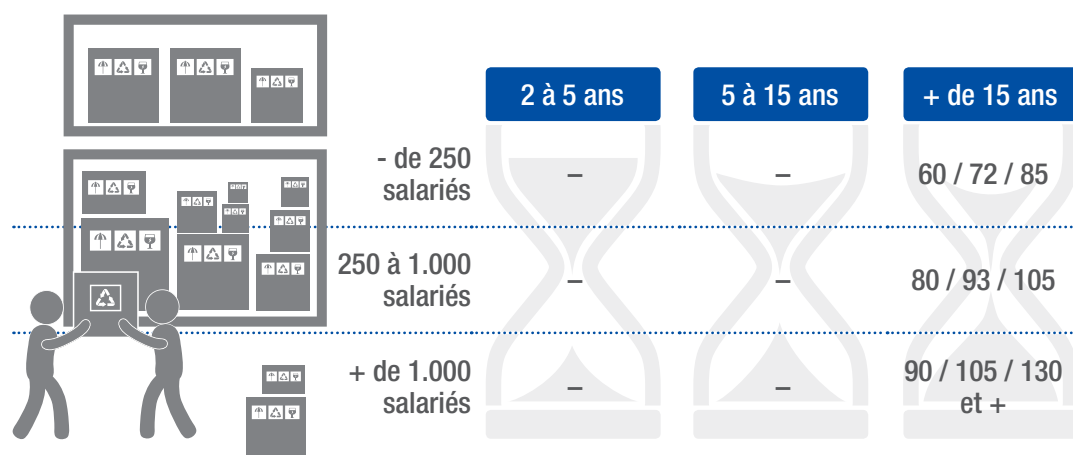 2 à 5 ans
5 à 15 ans
+ de 15 ans
- de 250
salariés
–
–
60 / 72 / 85
250 à 1.000
salariés
–
–
80 / 93 / 105
+ de 1.000
salariés
–
–
90 / 105 / 130
et +